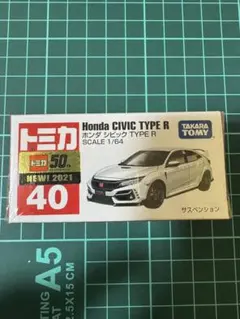 Honda CIVIC TYPE R
ホンダ シビック TYPE R
SCALE 1/64
TAKARA
TOMY
トミカ
トミカ 50th
NEW! 2021
40
サスペンション
A5